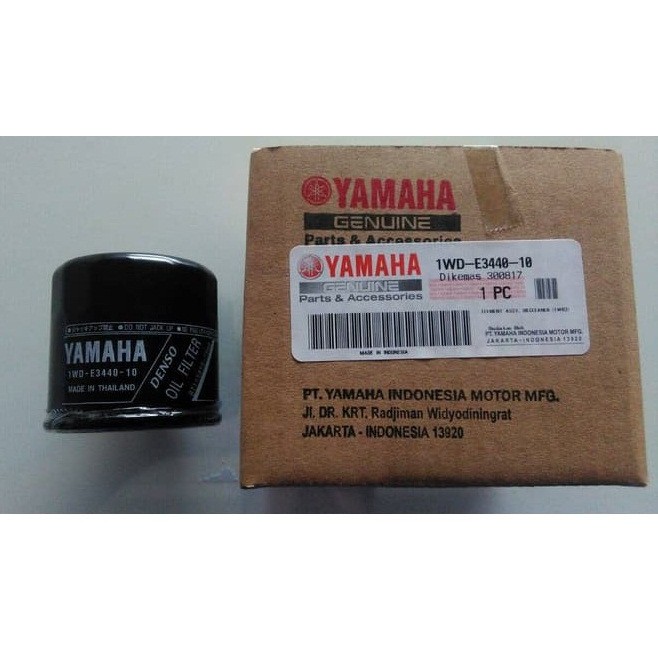 YAMAHA
GENUINE
Parts & Accessories
YAMAHA
GENUINE
Parts & Accessories
MADE IN INDONESIA
1WD-E3440-10
Dikemas 300817
1 PC
PT. YAMAHA INDONESIA MOTOR MFG.
JAKARTA - INDONESIA 13920
PT. YAMAHA INDONESIA MOTOR MFG.
Jl. DR. KRT. Radjiman Widyodiningrat
JAKARTA - INDONESIA 13920
DO NOT JACK UP
YAMAHA
1WD-E3440-10
MADE IN THAILAND
DENSO
OIL FILTER